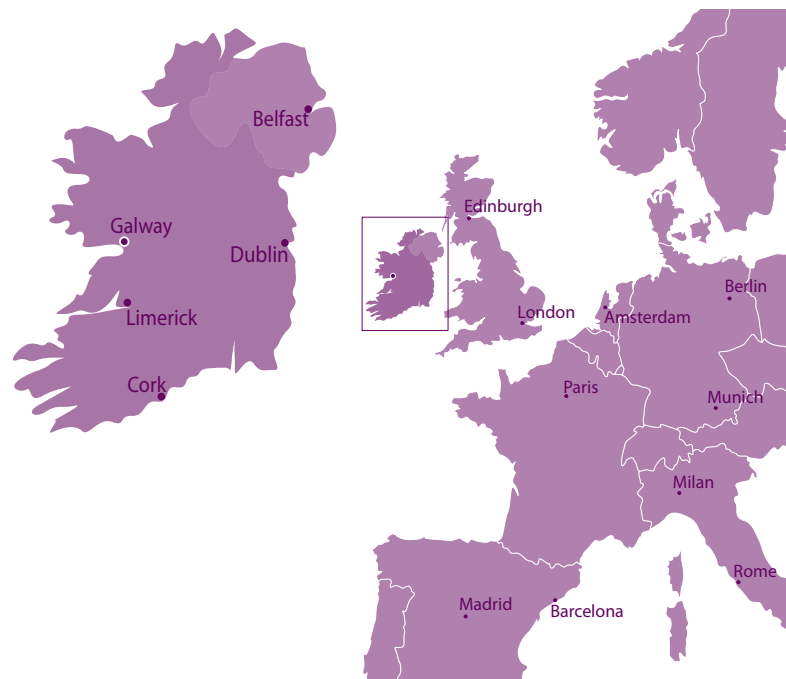 Belfast
Galway
Dublin
Limerick
Cork
Edinburgh
London
Amsterdam
Berlin
Paris
Munich
Milan
Rome
Madrid
Barcelona